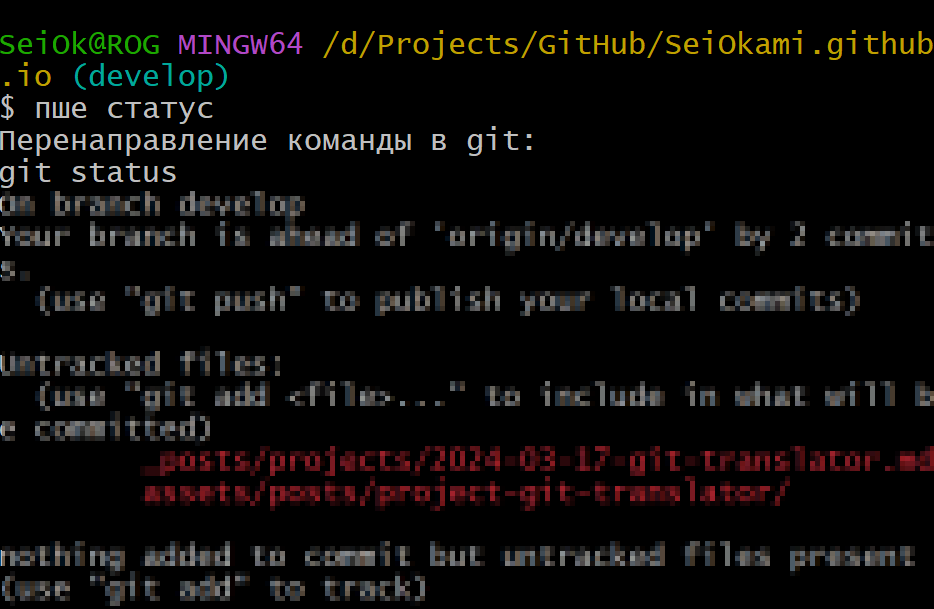 SeiOk@ROG MINGW64 /d/Projects/GitHub/SeiOkami.github
.io (develop)
$ пше статус
Перенаправление команды в git:
git status
On branch develop
Your branch is ahead of 'origin/develop' by 2 commit
s.
(use "git push" to publish your local commits)
Untracked files:
(use "git add <file>..." to include in what will b
e committed)
_posts/projects/2024-03-17-git-translator.md
assets/posts/project-git-translator/
nothing added to commit but untracked files present
(use "git add" to track)